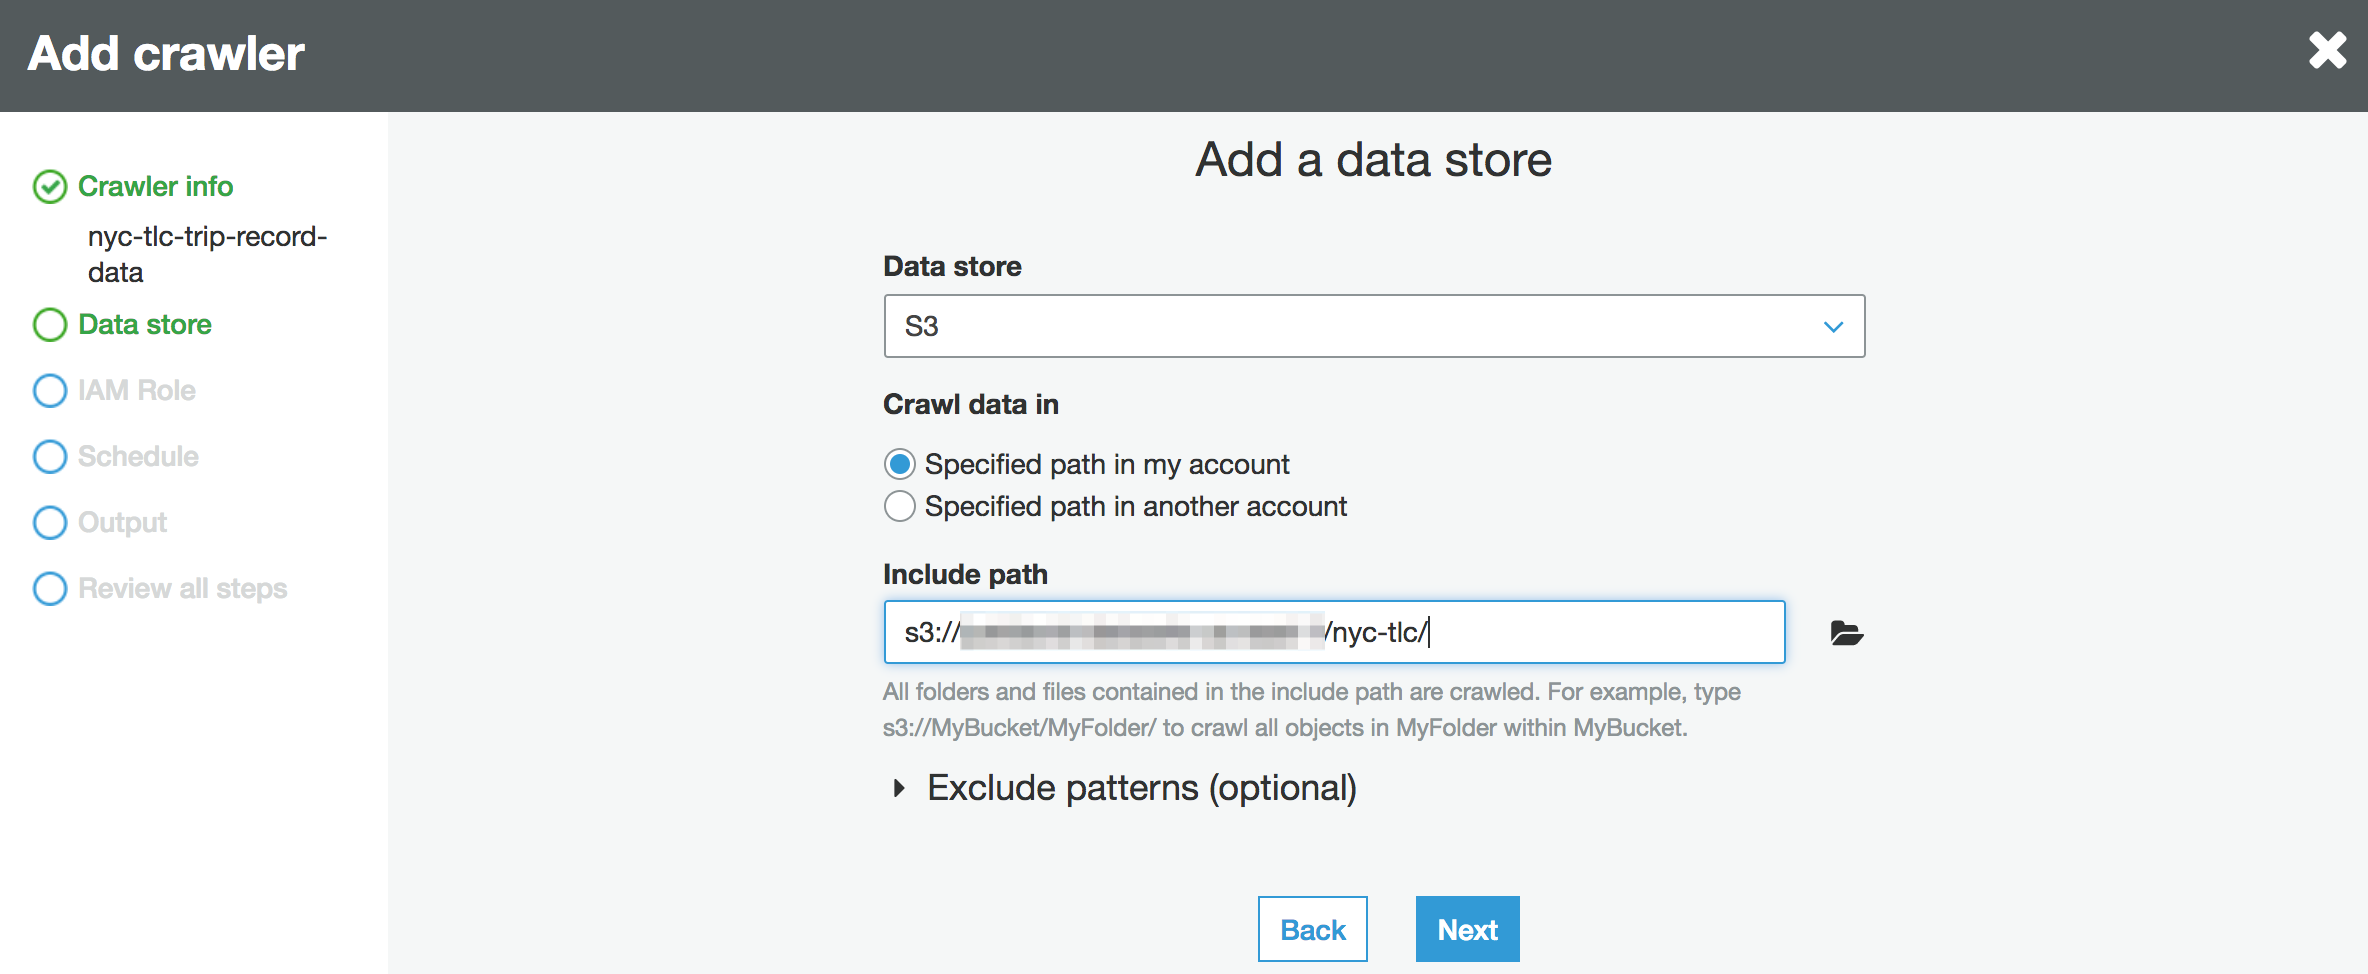 Add crawler
Crawler info
nyc-tlc-trip-record-
data
Data store
IAM Role
Schedule
Output
Review all steps
Add a data store
Data store
S3
Crawl data in
Specified path in my account
Specified path in another account
Include path
s3:// /nyc-tlc/
All folders and files contained in the include path are crawled. For example, type
s3://MyBucket/MyFolder/ to crawl all objects in MyFolder within MyBucket.
Exclude patterns (optional)
Back
Next